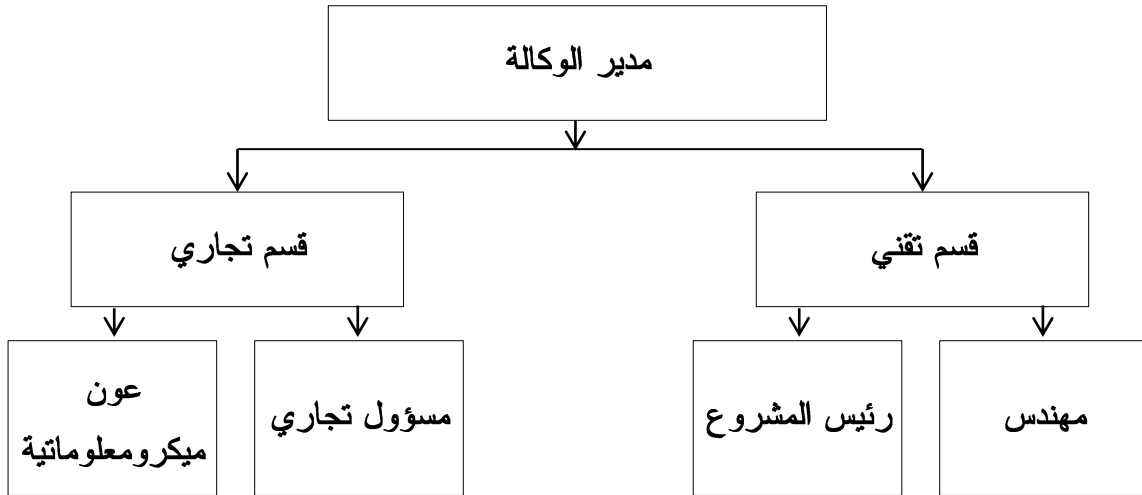 مدير الوكالة
قسم تقني
قسم تجاري
مهندس
رئيس المشروع
مسؤول تجاري
عون
ميكرومعلوماتية